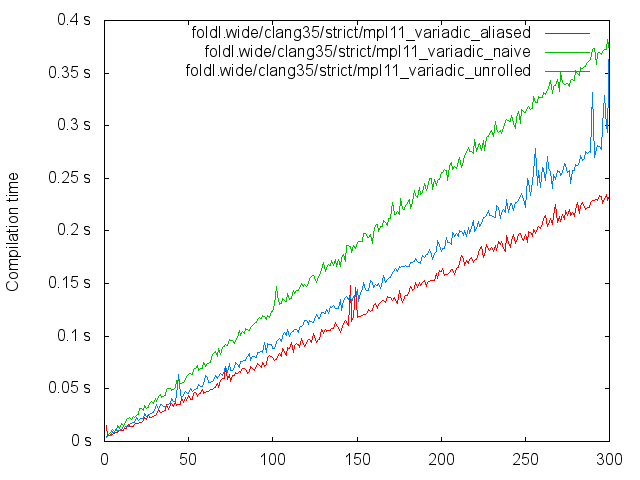 foldl.wide/clang35/strict/mpl11_variadic_aliased
foldl.wide/clang35/strict/mpl11_variadic_naive
foldl.wide/clang35/strict/mpl11_variadic_unrolled
0.4 s
0.35 s
0.3 s
0.25 s
0.2 s
0.15 s
0.1 s
0.05 s
0 s
Compilation time
0 50 100 150 200 250 300